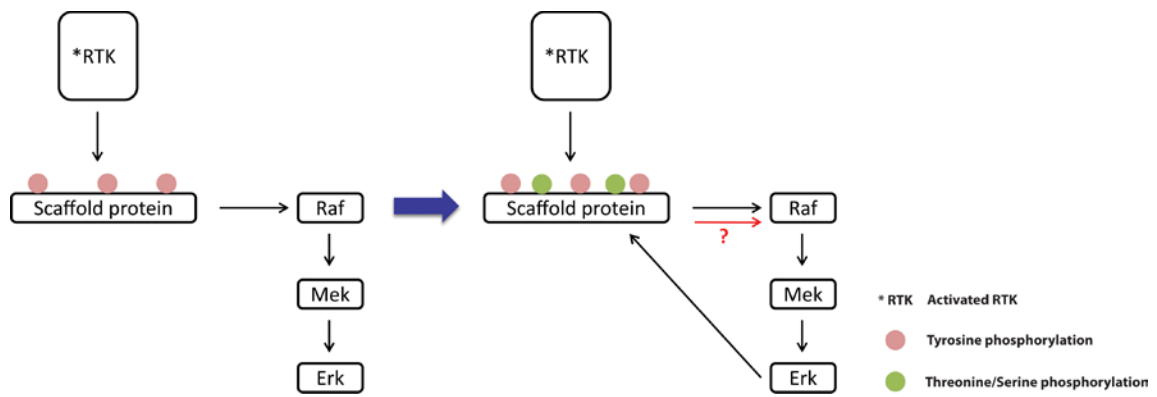 *RTK
Scaffold protein
Raf
Mek
Erk
*RTK
Scaffold protein
Raf
?
Mek
Erk
* RTK Activated RTK
Tyrosine phosphorylation
Threonine/Serine phosphorylation